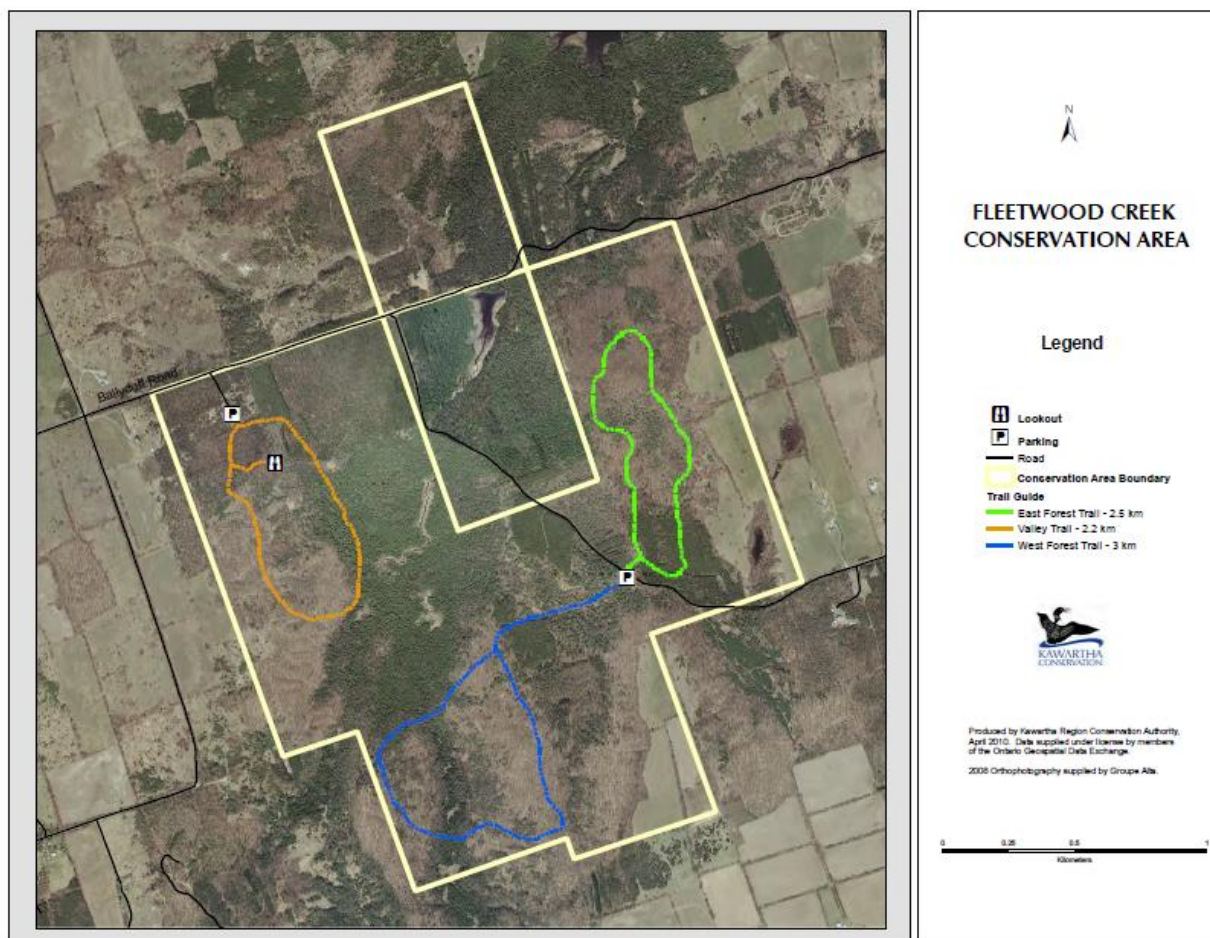 Ballyduff Road
P
P
N
FLEETWOOD CREEK
CONSERVATION AREA
Legend
Lookout
P Parking
Road
Conservation Area Boundary
Trail Guide
East Forest Trail - 2.5 km
Valley Trail - 2.2 km
West Forest Trail - 3 km
KAWARTHA
CONSERVATION
Produced by Kawartha Region Conservation Authority,
April 2010. Data supplied under license by members
of the Ontario Geospatial Data Exchange.
2008 Orthophotography supplied by Groupe Alta.
0 0.25 0.5 1
Kilometers